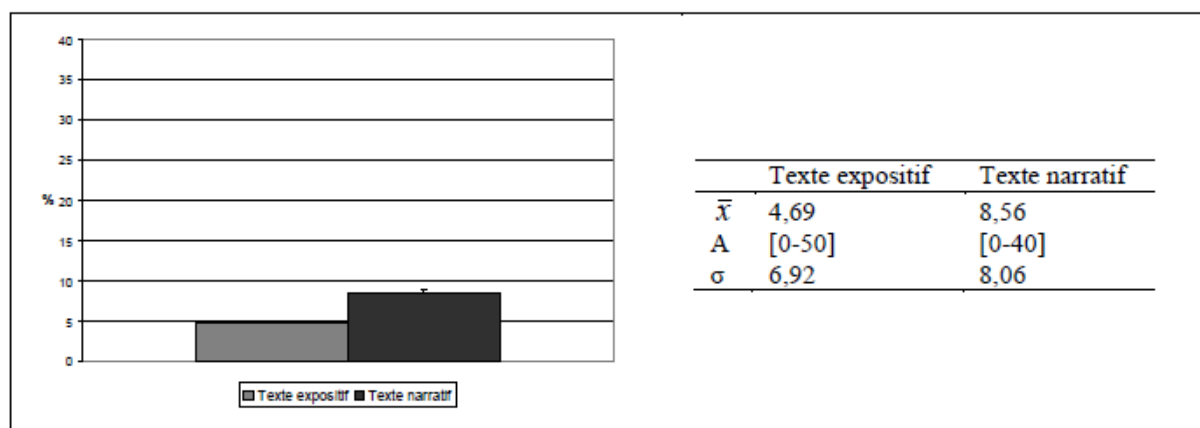 40
35
30
25
% 20
15
10
5
0
Texte expositif Texte narratif
Texte expositif Texte narratif
x̅ 4,69 8,56
A [0-50] [0-40]
σ 6,92 8,06